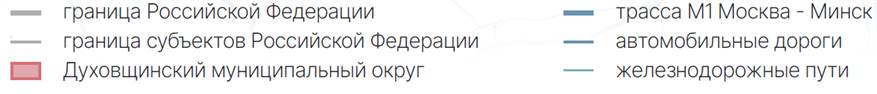 граница Российской Федерации
граница субъектов Российской Федерации
Духовщинский муниципальный округ
трасса М1 Москва - Минск
автомобильные дороги
железнодорожные пути